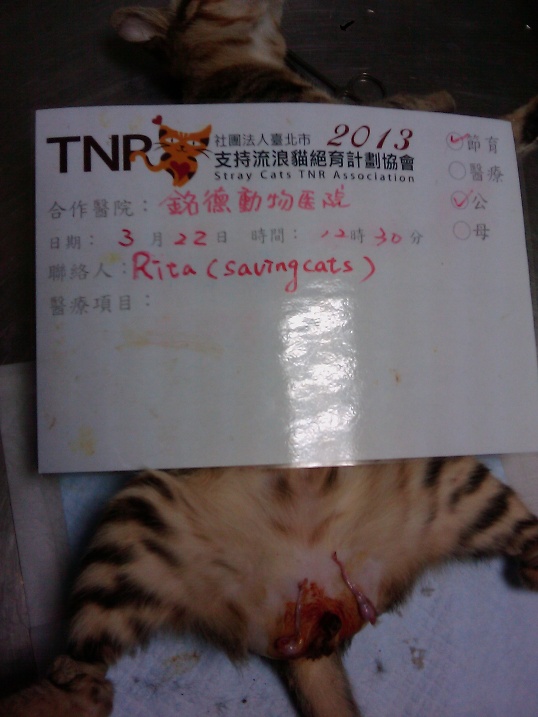 TNR 社團法人臺北市 2013
支持流浪貓絕育計劃協會
Stray Cats TNR Association
節育
醫療
公
母
合作醫院：銘德動物医院
日期：3月22日 時間：12時30分
聯絡人：Rita (savingcats)
醫療項目：